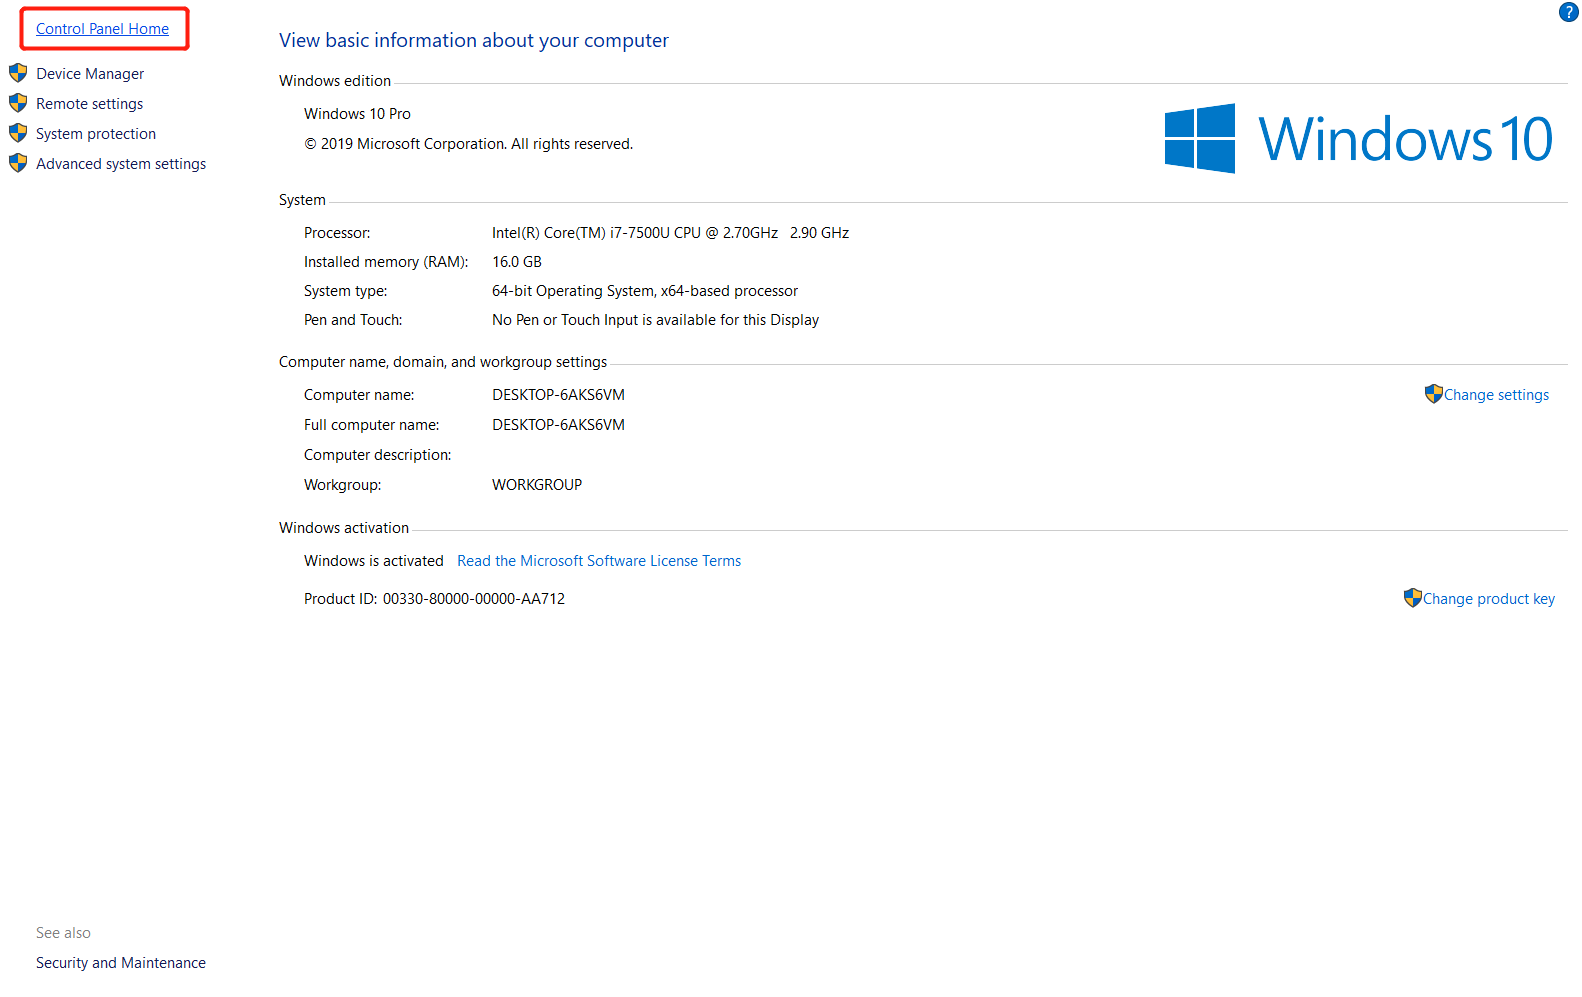 Control Panel Home
Device Manager
Remote settings
System protection
Advanced system settings
?
View basic information about your computer
Windows edition
Windows 10 Pro
© 2019 Microsoft Corporation. All rights reserved.
Windows 10
System
Processor: Intel(R) Core(TM) i7-7500U CPU @ 2.70GHz 2.90 GHz
Installed memory (RAM): 16.0 GB
System type: 64-bit Operating System, x64-based processor
Pen and Touch: No Pen or Touch Input is available for this Display
Computer name, domain, and workgroup settings
Computer name: DESKTOP-6AKS6VM Change settings
Full computer name: DESKTOP-6AKS6VM
Computer description:
Workgroup: WORKGROUP
Windows activation
Windows is activated Read the Microsoft Software License Terms
Product ID: 00330-80000-00000-AA712 Change product key
See also
Security and Maintenance